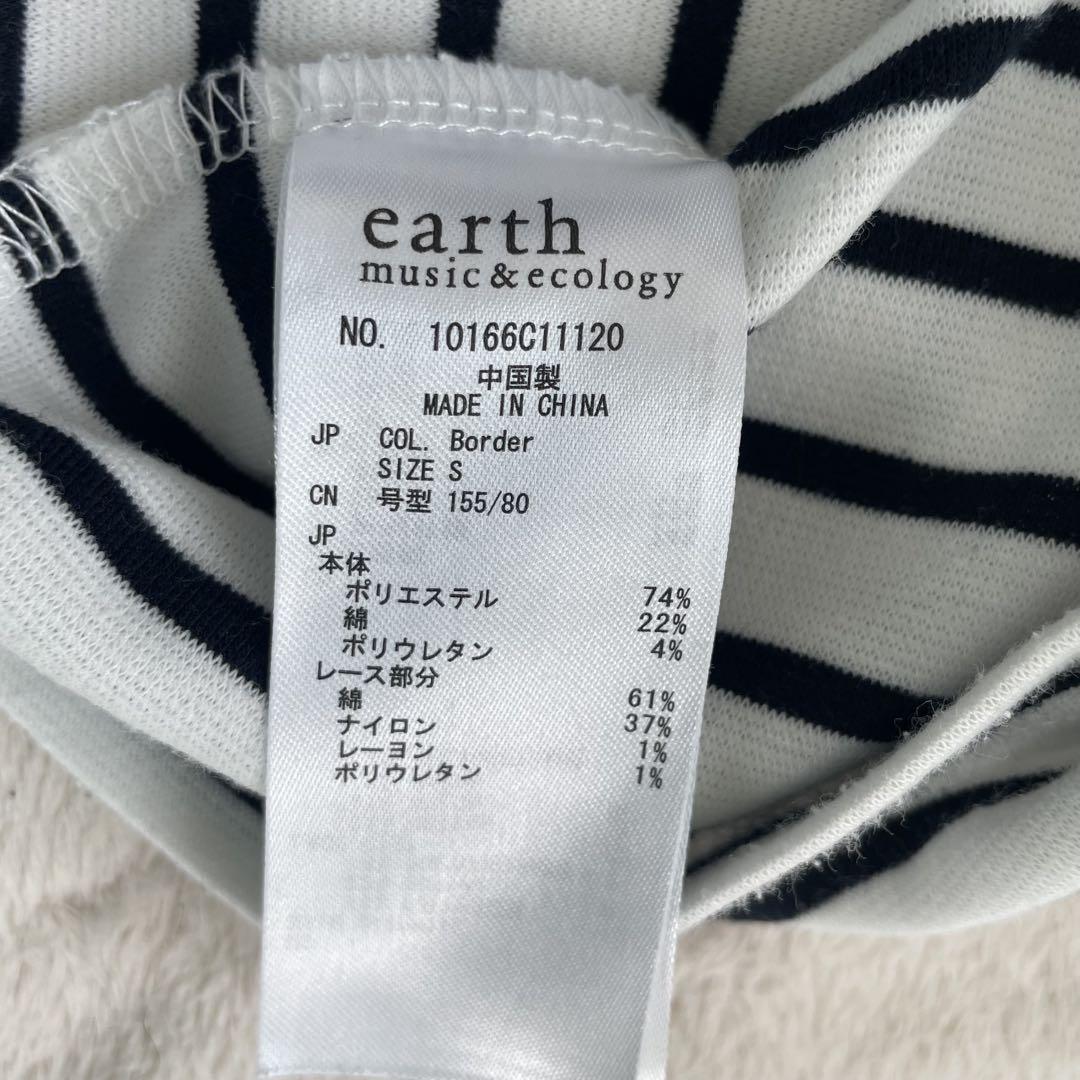 earth
music&ecology
NO. 10166C11120
中国製
MADE IN CHINA
JP COL. Border
SIZE S
CN 号型 155/80
JP
本体
ポリエステル 74%
綿 22%
ポリウレタン 4%
レース部分
綿 61%
ナイロン 37%
レーヨン 1%
ポリウレタン 1%